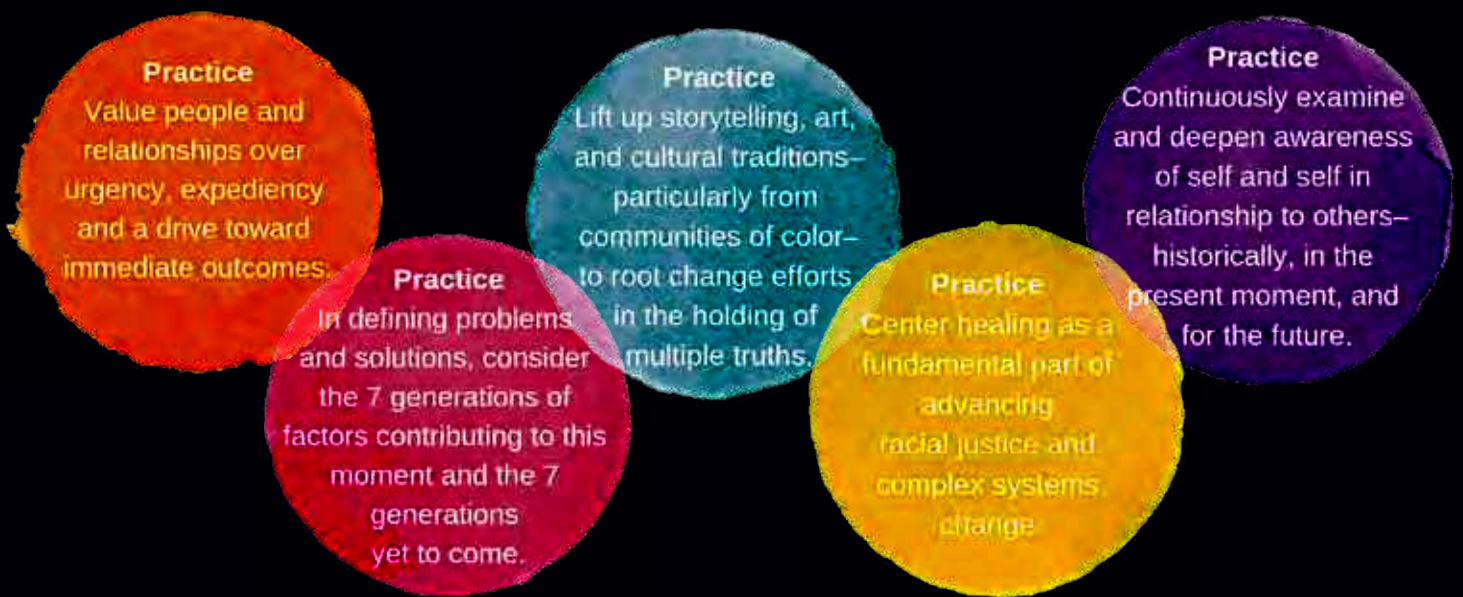 Practice
Value people and
relationships over
urgency, expediency
and a drive toward
immediate outcomes.
Practice
In defining problems
and solutions, consider
the 7 generations of
factors contributing to this
moment and the 7
generations
yet to come.
Practice
Lift up storytelling, art,
and cultural traditions–
particularly from
communities of color–
to root change efforts
in the holding of
multiple truths.
Practice
Center healing as a
fundamental part of
advancing
racial justice and
complex systems
change
Practice
Continuously examine
and deepen awareness
of self and self in
relationship to others–
historically, in the
present moment, and
for the future.